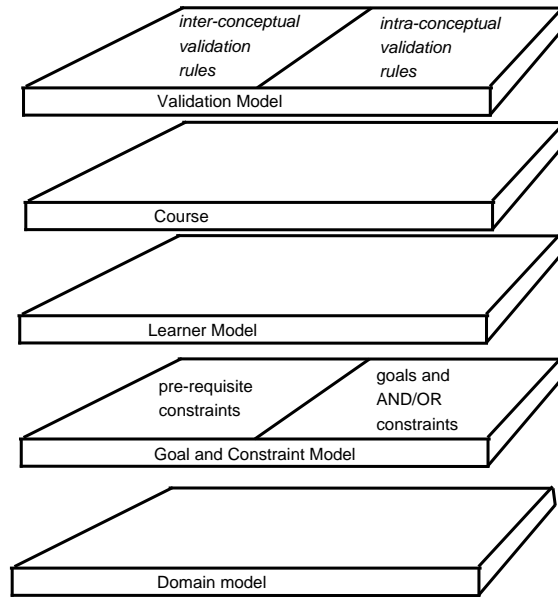 inter-conceptual
validation
rules
intra-conceptual
validation
rules
Validation Model
Course
Learner Model
pre-requisite
constraints
goals and
AND/OR
constraints
Goal and Constraint Model
Domain model